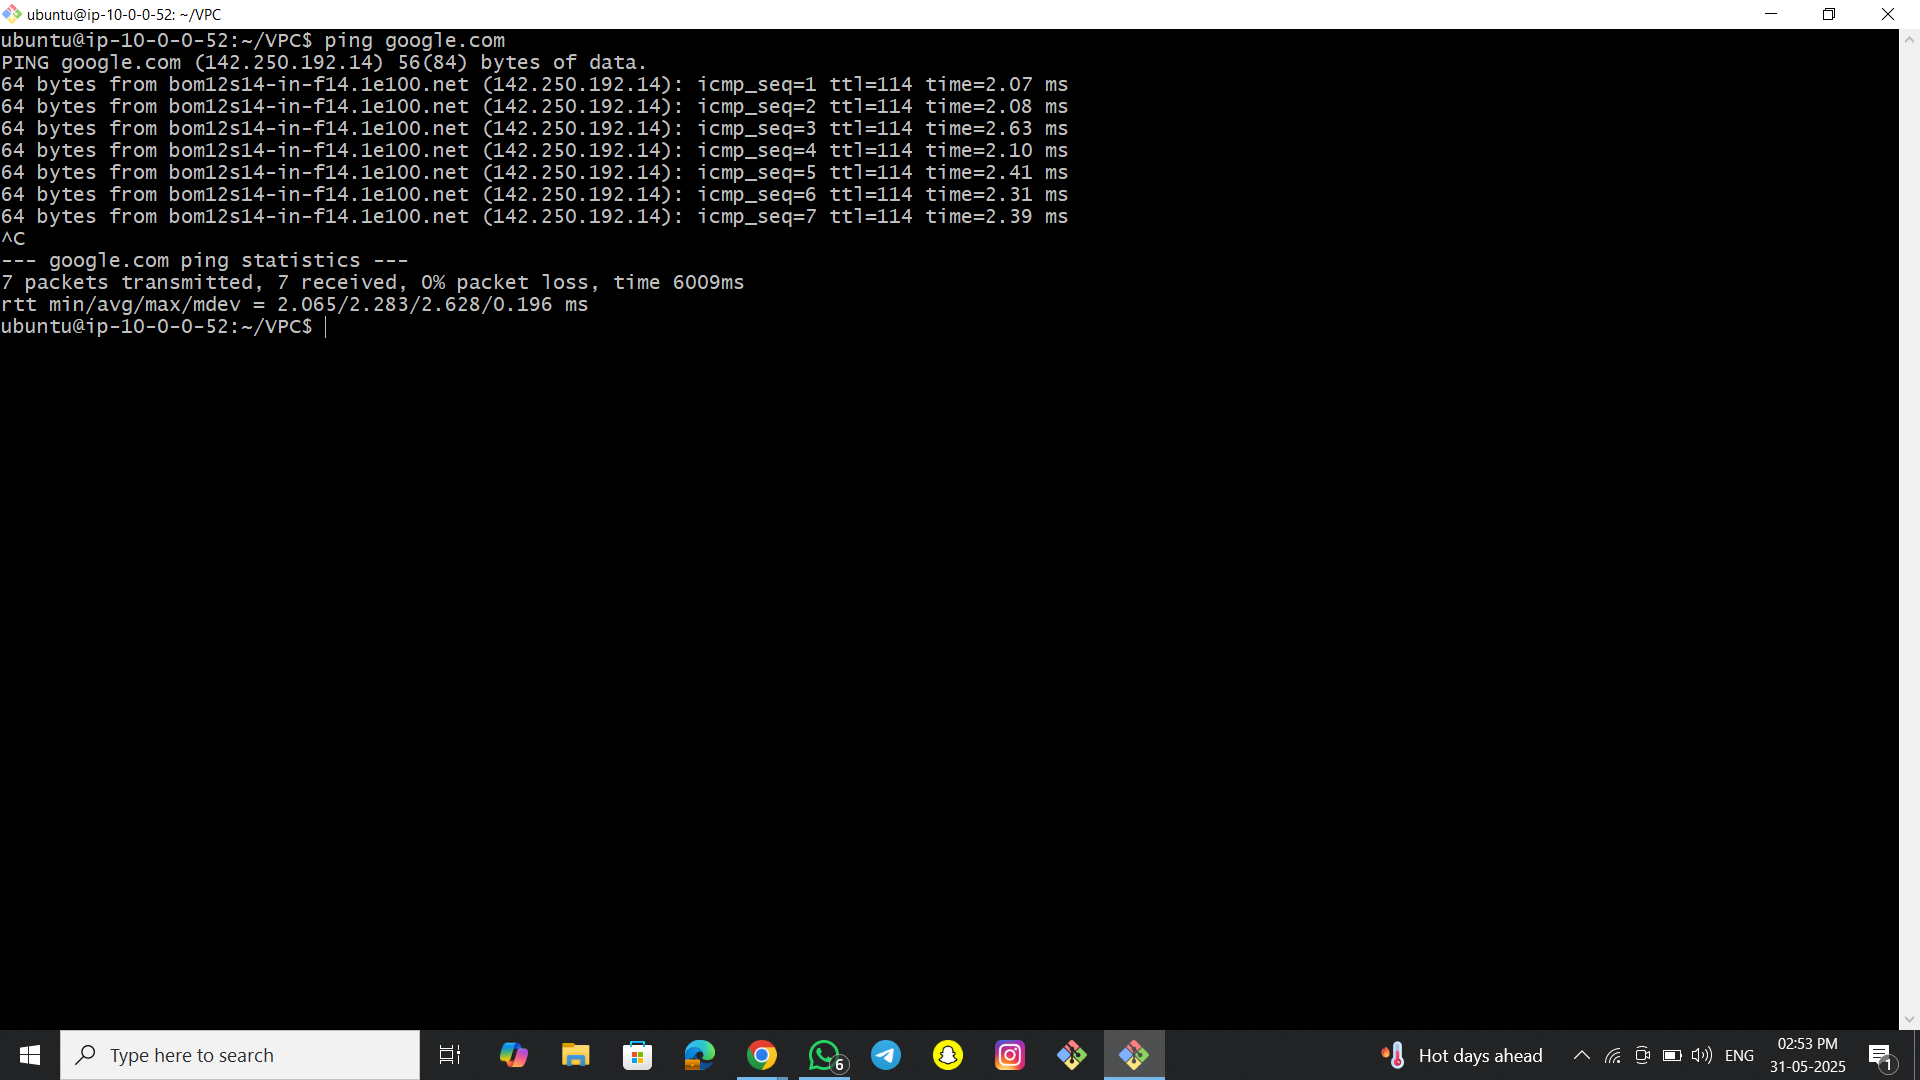 ubuntu@ip-10-0-0-52: ~/VPC
ubuntu@ip-10-0-0-52:~/VPC$ ping google.com
PING google.com (142.250.192.14) 56(84) bytes of data.
64 bytes from bom12s14-in-f14.1e100.net (142.250.192.14): icmp_seq=1 ttl=114 time=2.07 ms
64 bytes from bom12s14-in-f14.1e100.net (142.250.192.14): icmp_seq=2 ttl=114 time=2.08 ms
64 bytes from bom12s14-in-f14.1e100.net (142.250.192.14): icmp_seq=3 ttl=114 time=2.63 ms
64 bytes from bom12s14-in-f14.1e100.net (142.250.192.14): icmp_seq=4 ttl=114 time=2.10 ms
64 bytes from bom12s14-in-f14.1e100.net (142.250.192.14): icmp_seq=5 ttl=114 time=2.41 ms
64 bytes from bom12s14-in-f14.1e100.net (142.250.192.14): icmp_seq=6 ttl=114 time=2.31 ms
64 bytes from bom12s14-in-f14.1e100.net (142.250.192.14): icmp_seq=7 ttl=114 time=2.39 ms
^C
--- google.com ping statistics ---
7 packets transmitted, 7 received, 0% packet loss, time 6009ms
rtt min/avg/max/mdev = 2.065/2.283/2.628/0.196 ms
ubuntu@ip-10-0-0-52:~/VPC$
Type here to search
6
Hot days ahead
ENG
02:53 PM
31-05-2025
1